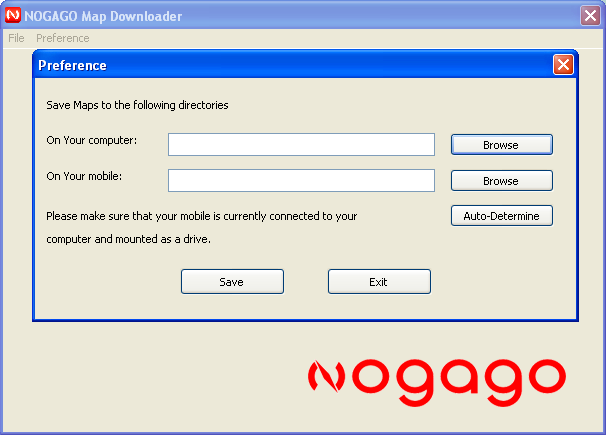 NOGAGO Map Downloader
File Preference
Preference
Save Maps to the following directories
On Your computer: Browse
On Your mobile: Browse
Please make sure that your mobile is currently connected to your Auto-Determine
computer and mounted as a drive.
Save Exit
nogago